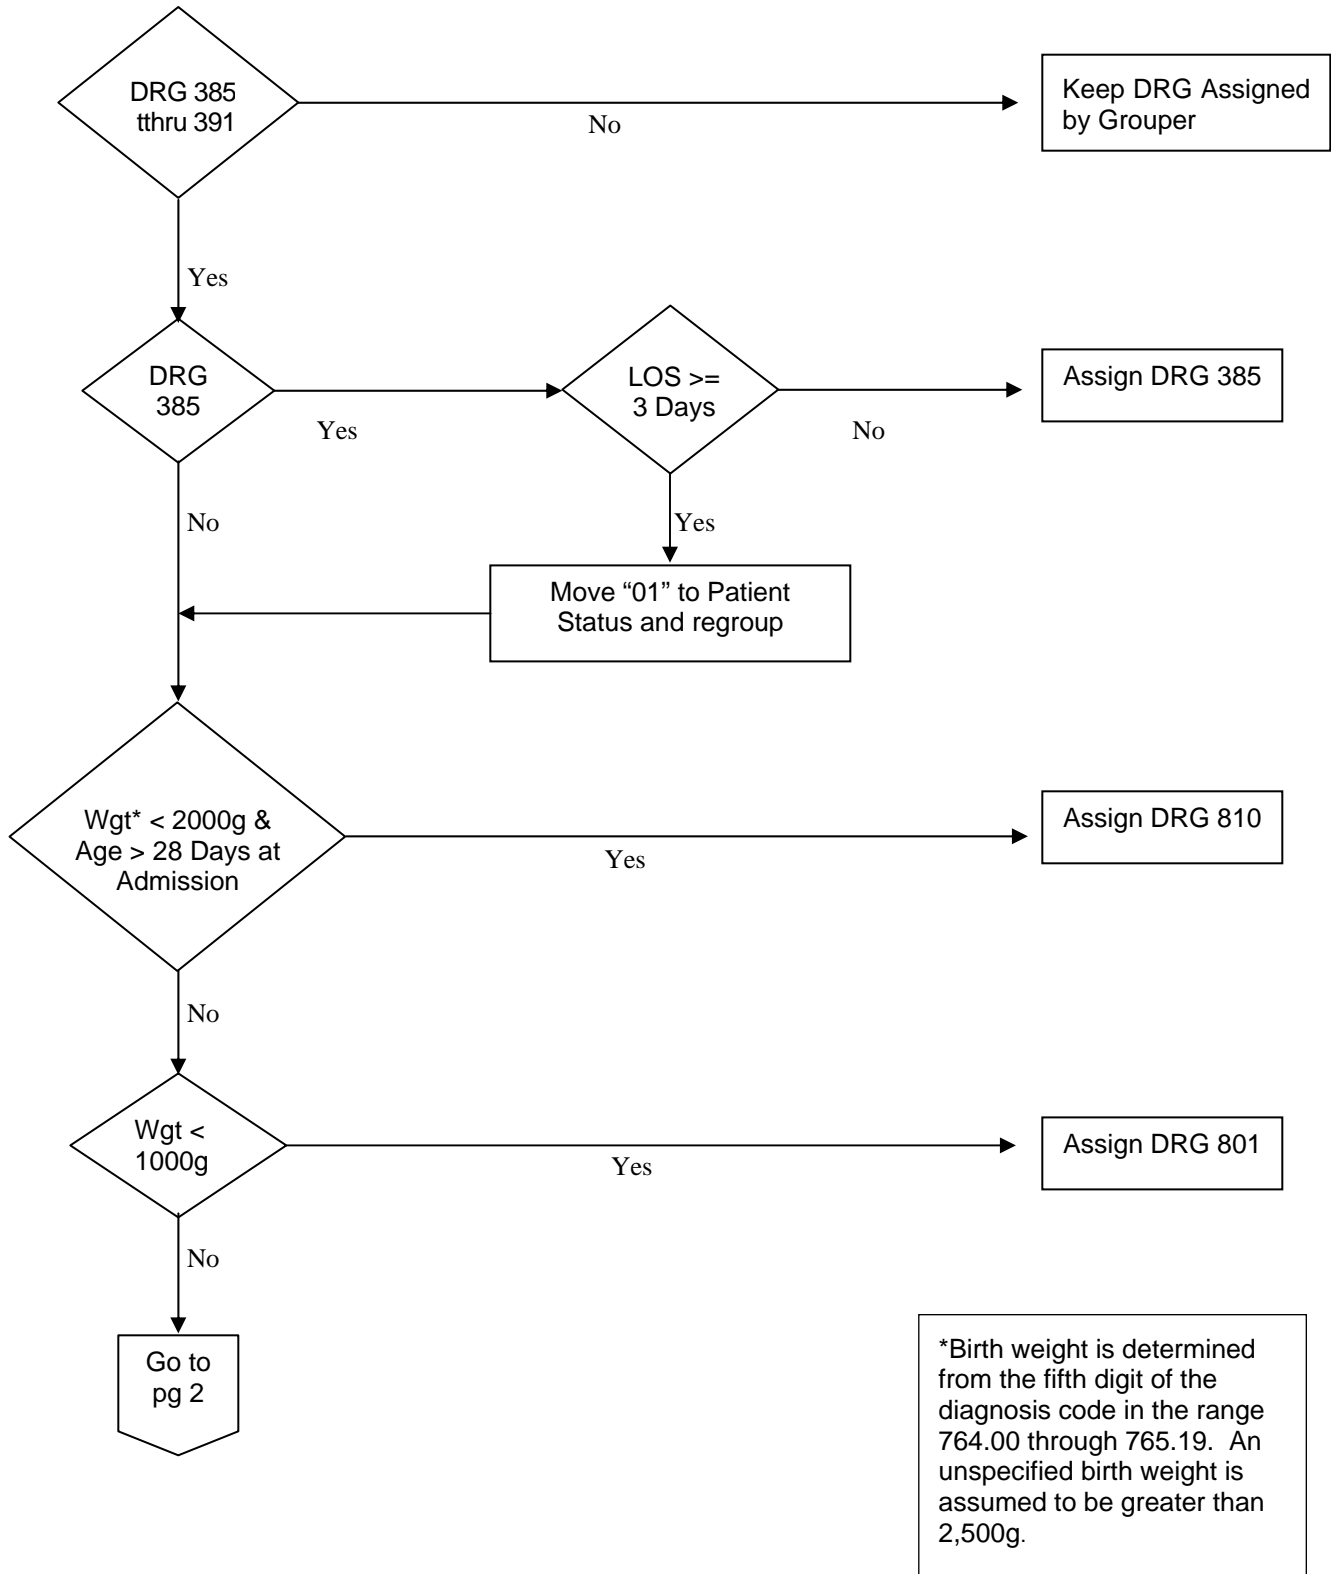 DRG 385
tthru 391
No
Keep DRG Assigned
by Grouper
Yes
DRG
385
Yes
LOS >=
3 Days
No
Assign DRG 385
No
Yes
Move “01” to Patient
Status and regroup
Wgt* < 2000g &
Age > 28 Days at
Admission
Yes
Assign DRG 810
No
Wgt <
1000g
Yes
Assign DRG 801
No
Go to
pg 2
*Birth weight is determined
from the fifth digit of the
diagnosis code in the range
764.00 through 765.19.  An
unspecified birth weight is
assumed to be greater than
2,500g.